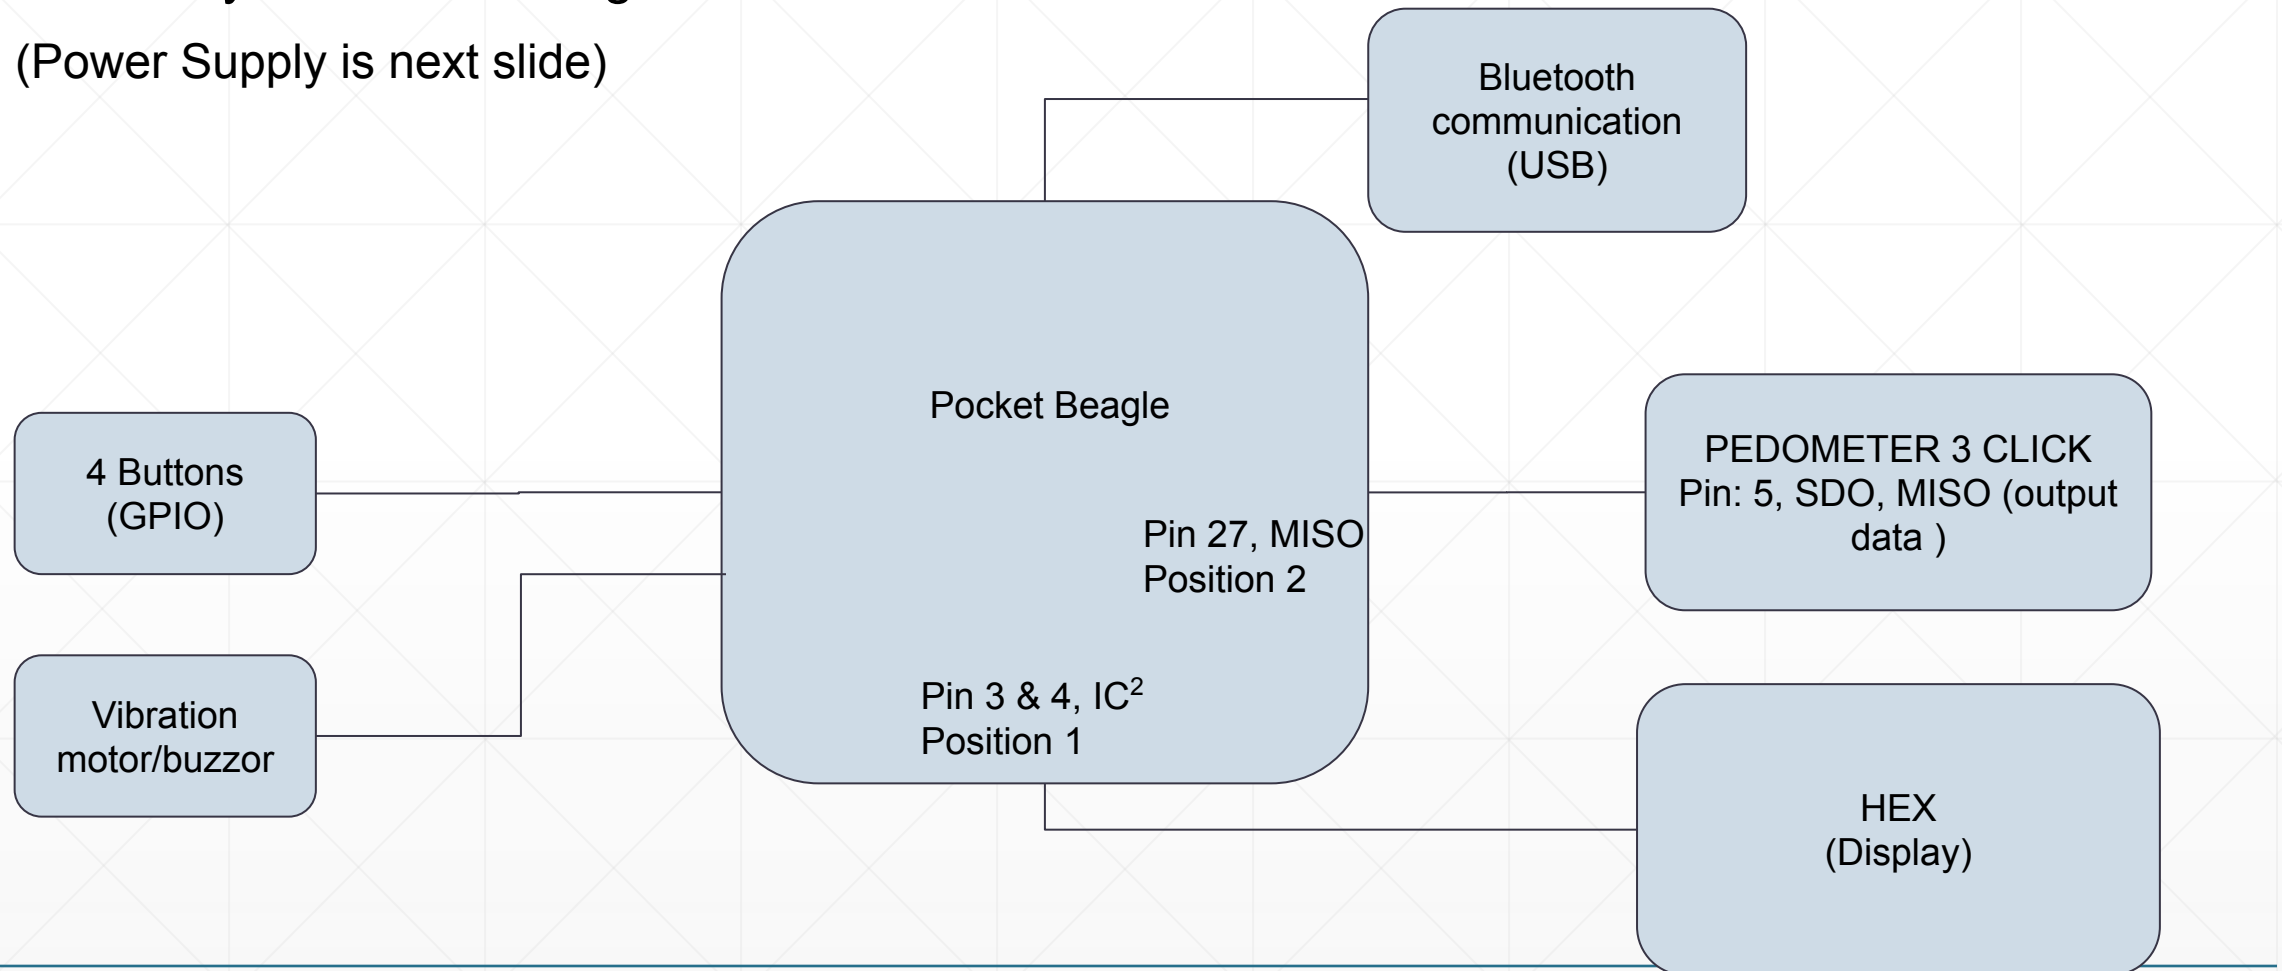 (Power Supply is next slide)
Bluetooth
communication
(USB)
Pocket Beagle
4 Buttons
(GPIO)
PEDOMETER 3 CLICK
Pin: 5, SDO, MISO (output
data )
Pin 27, MISO
Position 2
Vibration
motor/buzzor
Pin 3 & 4, IC²
Position 1
HEX
(Display)